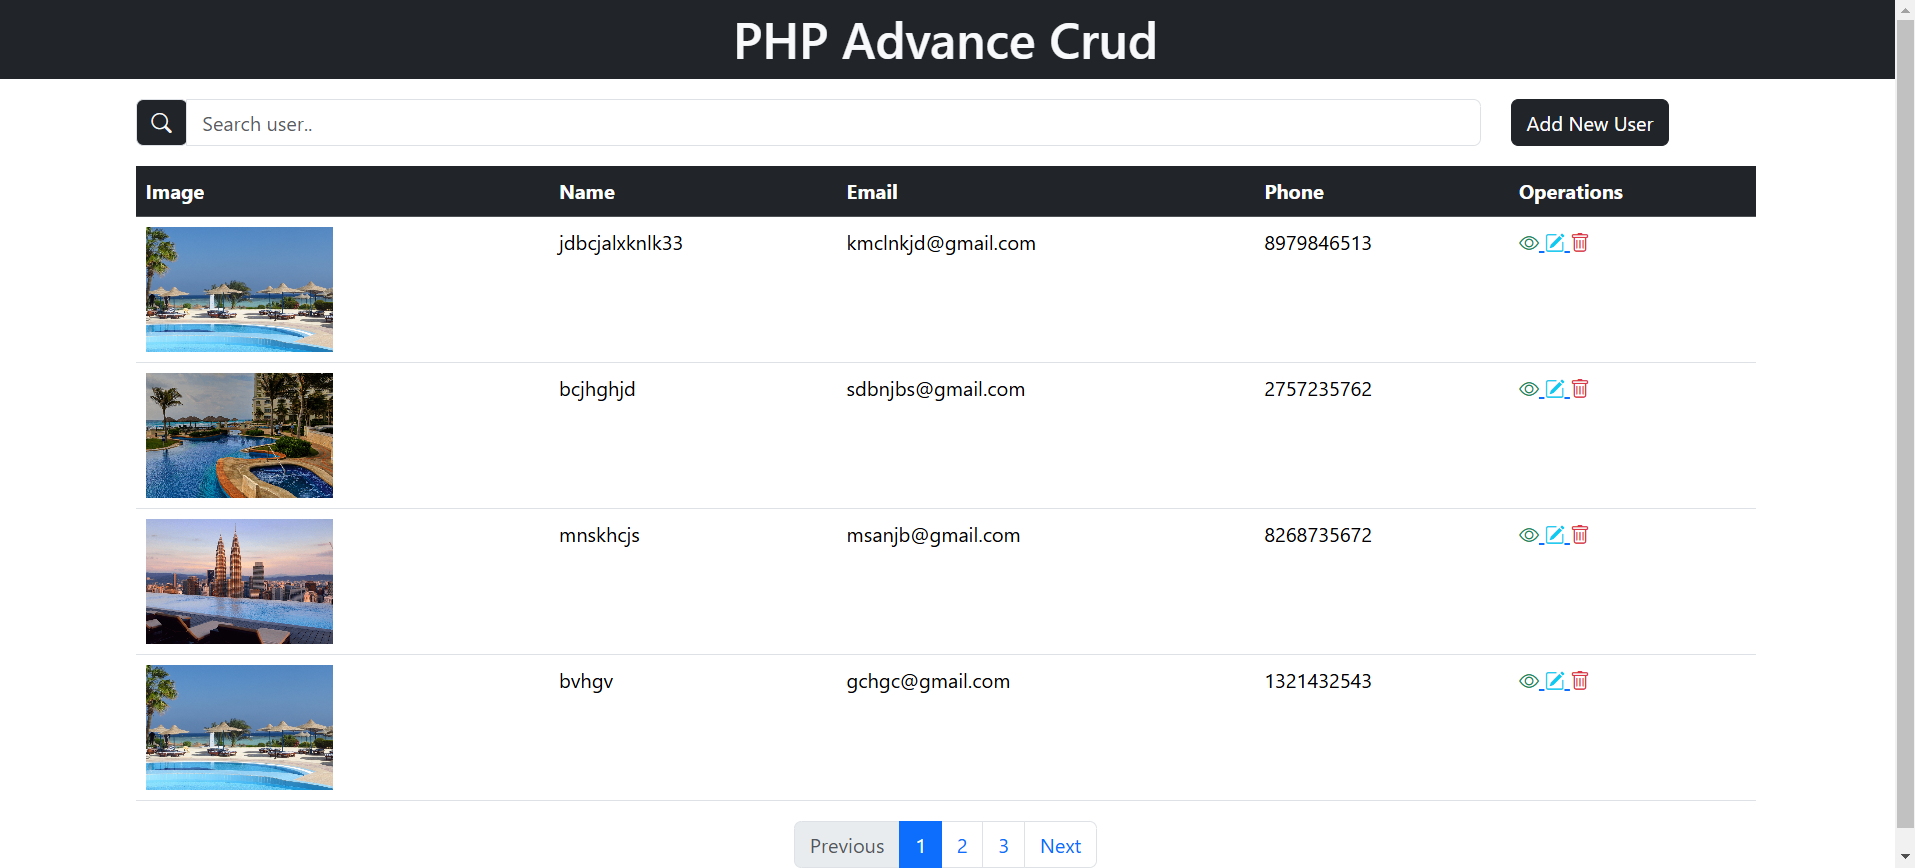 PHP Advance Crud
Search user..
Add New User
Image Name Email Phone Operations
jdbcjalxknlk33 kmclnkjd@gmail.com 8979846513
bcjhghjd sdbnjbs@gmail.com 2757235762
mnskhcjs msanjb@gmail.com 8268735672
bvhgv gchgc@gmail.com 1321432543
Previous 1 2 3 Next